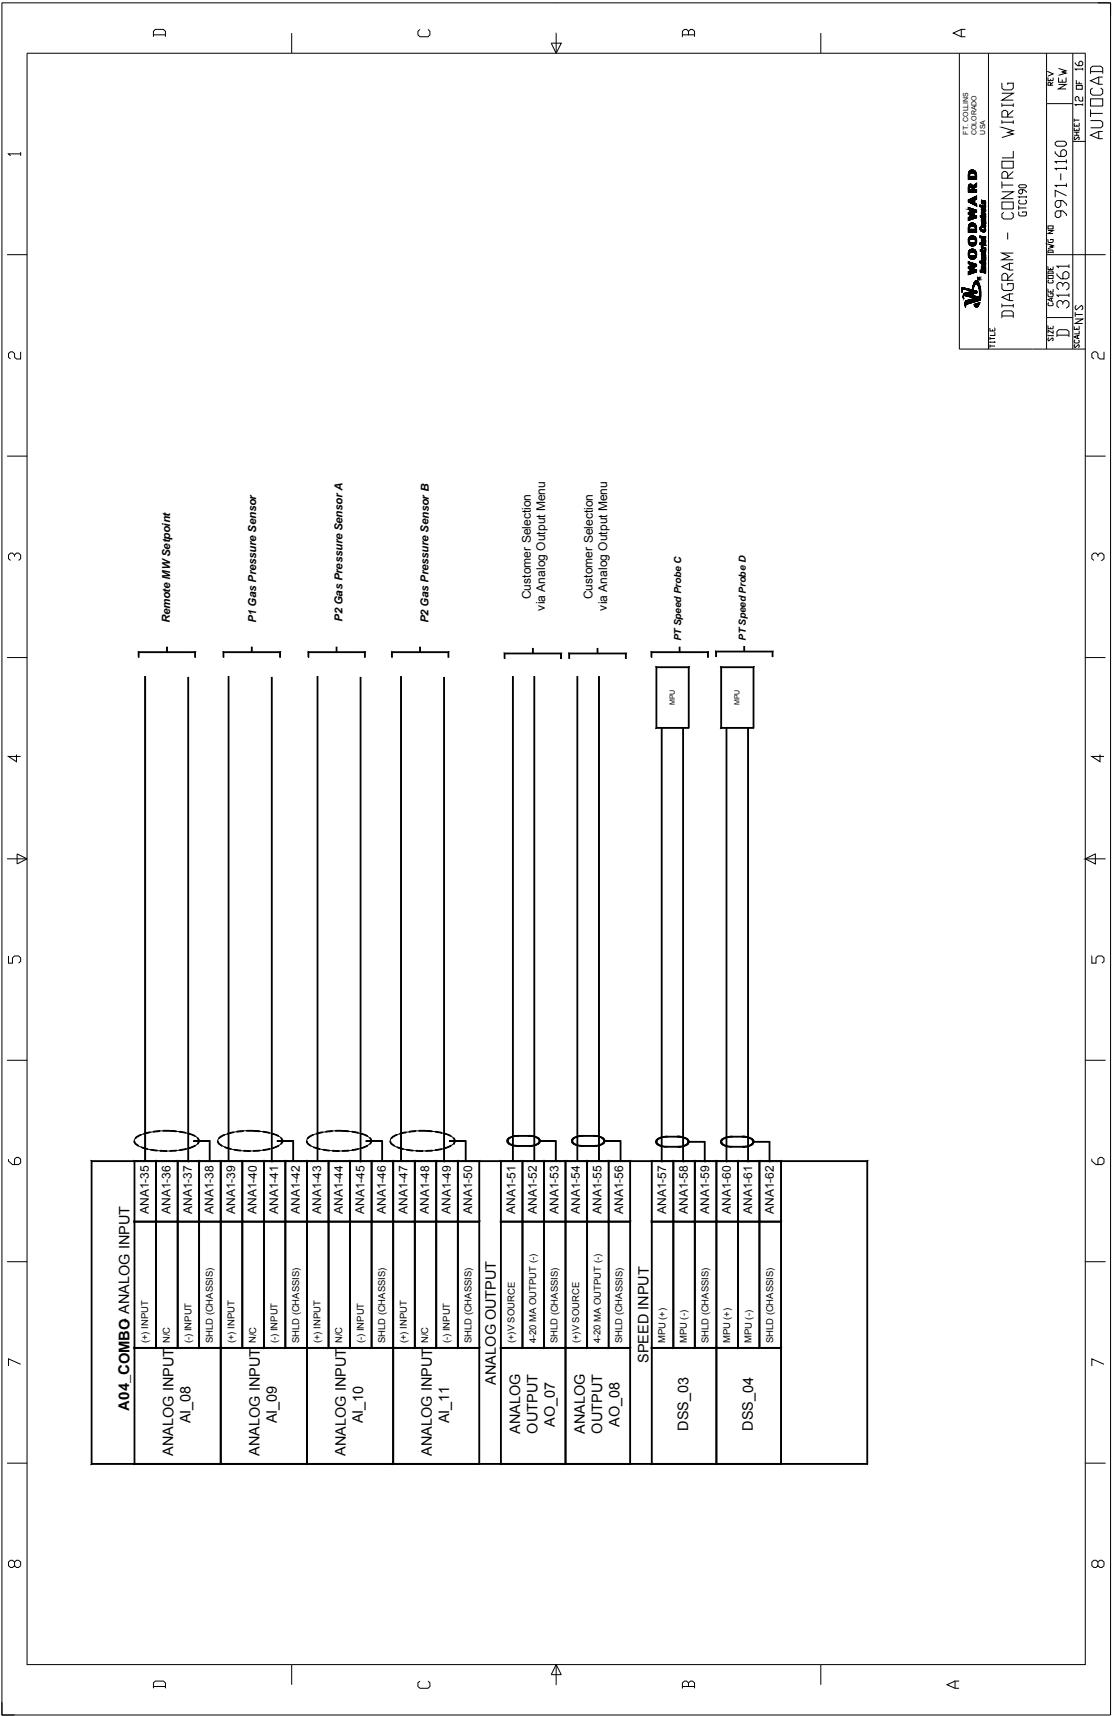 1
2
3
4
5
6
7
8
D
C
B
A
A04_COMBO ANALOG INPUT
ANALOG INPUT
AI_08
(+) INPUT ANA1-35
N/C ANA1-36
(-) INPUT ANA1-37
SHLD (CHASSIS) ANA1-38
Remote MW Setpoint
ANALOG INPUT
AI_09
(+) INPUT ANA1-39
N/C ANA1-40
(-) INPUT ANA1-41
SHLD (CHASSIS) ANA1-42
P1 Gas Pressure Sensor
ANALOG INPUT
AI_10
(+) INPUT ANA1-43
N/C ANA1-44
(-) INPUT ANA1-45
SHLD (CHASSIS) ANA1-46
P2 Gas Pressure Sensor A
ANALOG INPUT
AI_11
(+) INPUT ANA1-47
N/C ANA1-48
(-) INPUT ANA1-49
SHLD (CHASSIS) ANA1-50
P2 Gas Pressure Sensor B
ANALOG OUTPUT
ANALOG
OUTPUT
AO_07
(+)V SOURCE ANA1-51
4-20 MA OUTPUT (-) ANA1-52
SHLD (CHASSIS) ANA1-53
Customer Selection
via Analog Output Menu
ANALOG
OUTPUT
AO_08
(+)V SOURCE ANA1-54
4-20 MA OUTPUT (-) ANA1-55
SHLD (CHASSIS) ANA1-56
Customer Selection
via Analog Output Menu
SPEED INPUT
DSS_03
MPU (+) ANA1-57
MPU (-) ANA1-58
SHLD (CHASSIS) ANA1-59
MPU
PT Speed Probe C
DSS_04
MPU (+) ANA1-60
MPU (-) ANA1-61
SHLD (CHASSIS) ANA1-62
MPU
PT Speed Probe D
WOODWARD
Industrial Controls
FT. COLLINS
COLORADO
USA
TITLE
DIAGRAM - CONTROL WIRING
GTC190
SIZE
D
CAGE CODE
31361
DWG NO
9971-1160
REV
NEW
SCALE NTS
SHEET 12 OF 16
AUTOCAD
8
7
6
5
4
3
2
D
C
B
A